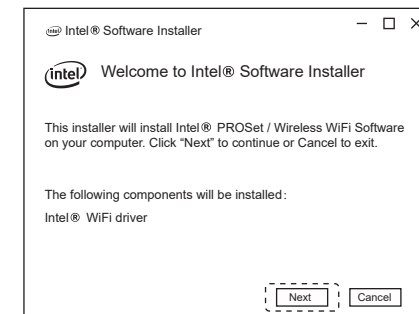 intel Intel® Software Installer
intel Welcome to Intel® Software Installer
This installer will install Intel® PROSet / Wireless WiFi Software
on your computer. Click “Next” to continue or Cancel to exit.
The following components will be installed:
Intel® WiFi driver
Next Cancel